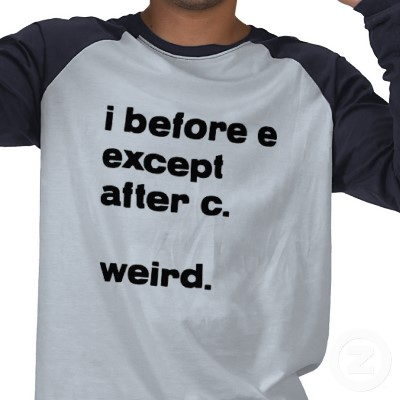 i before e
except
after c.
weird.